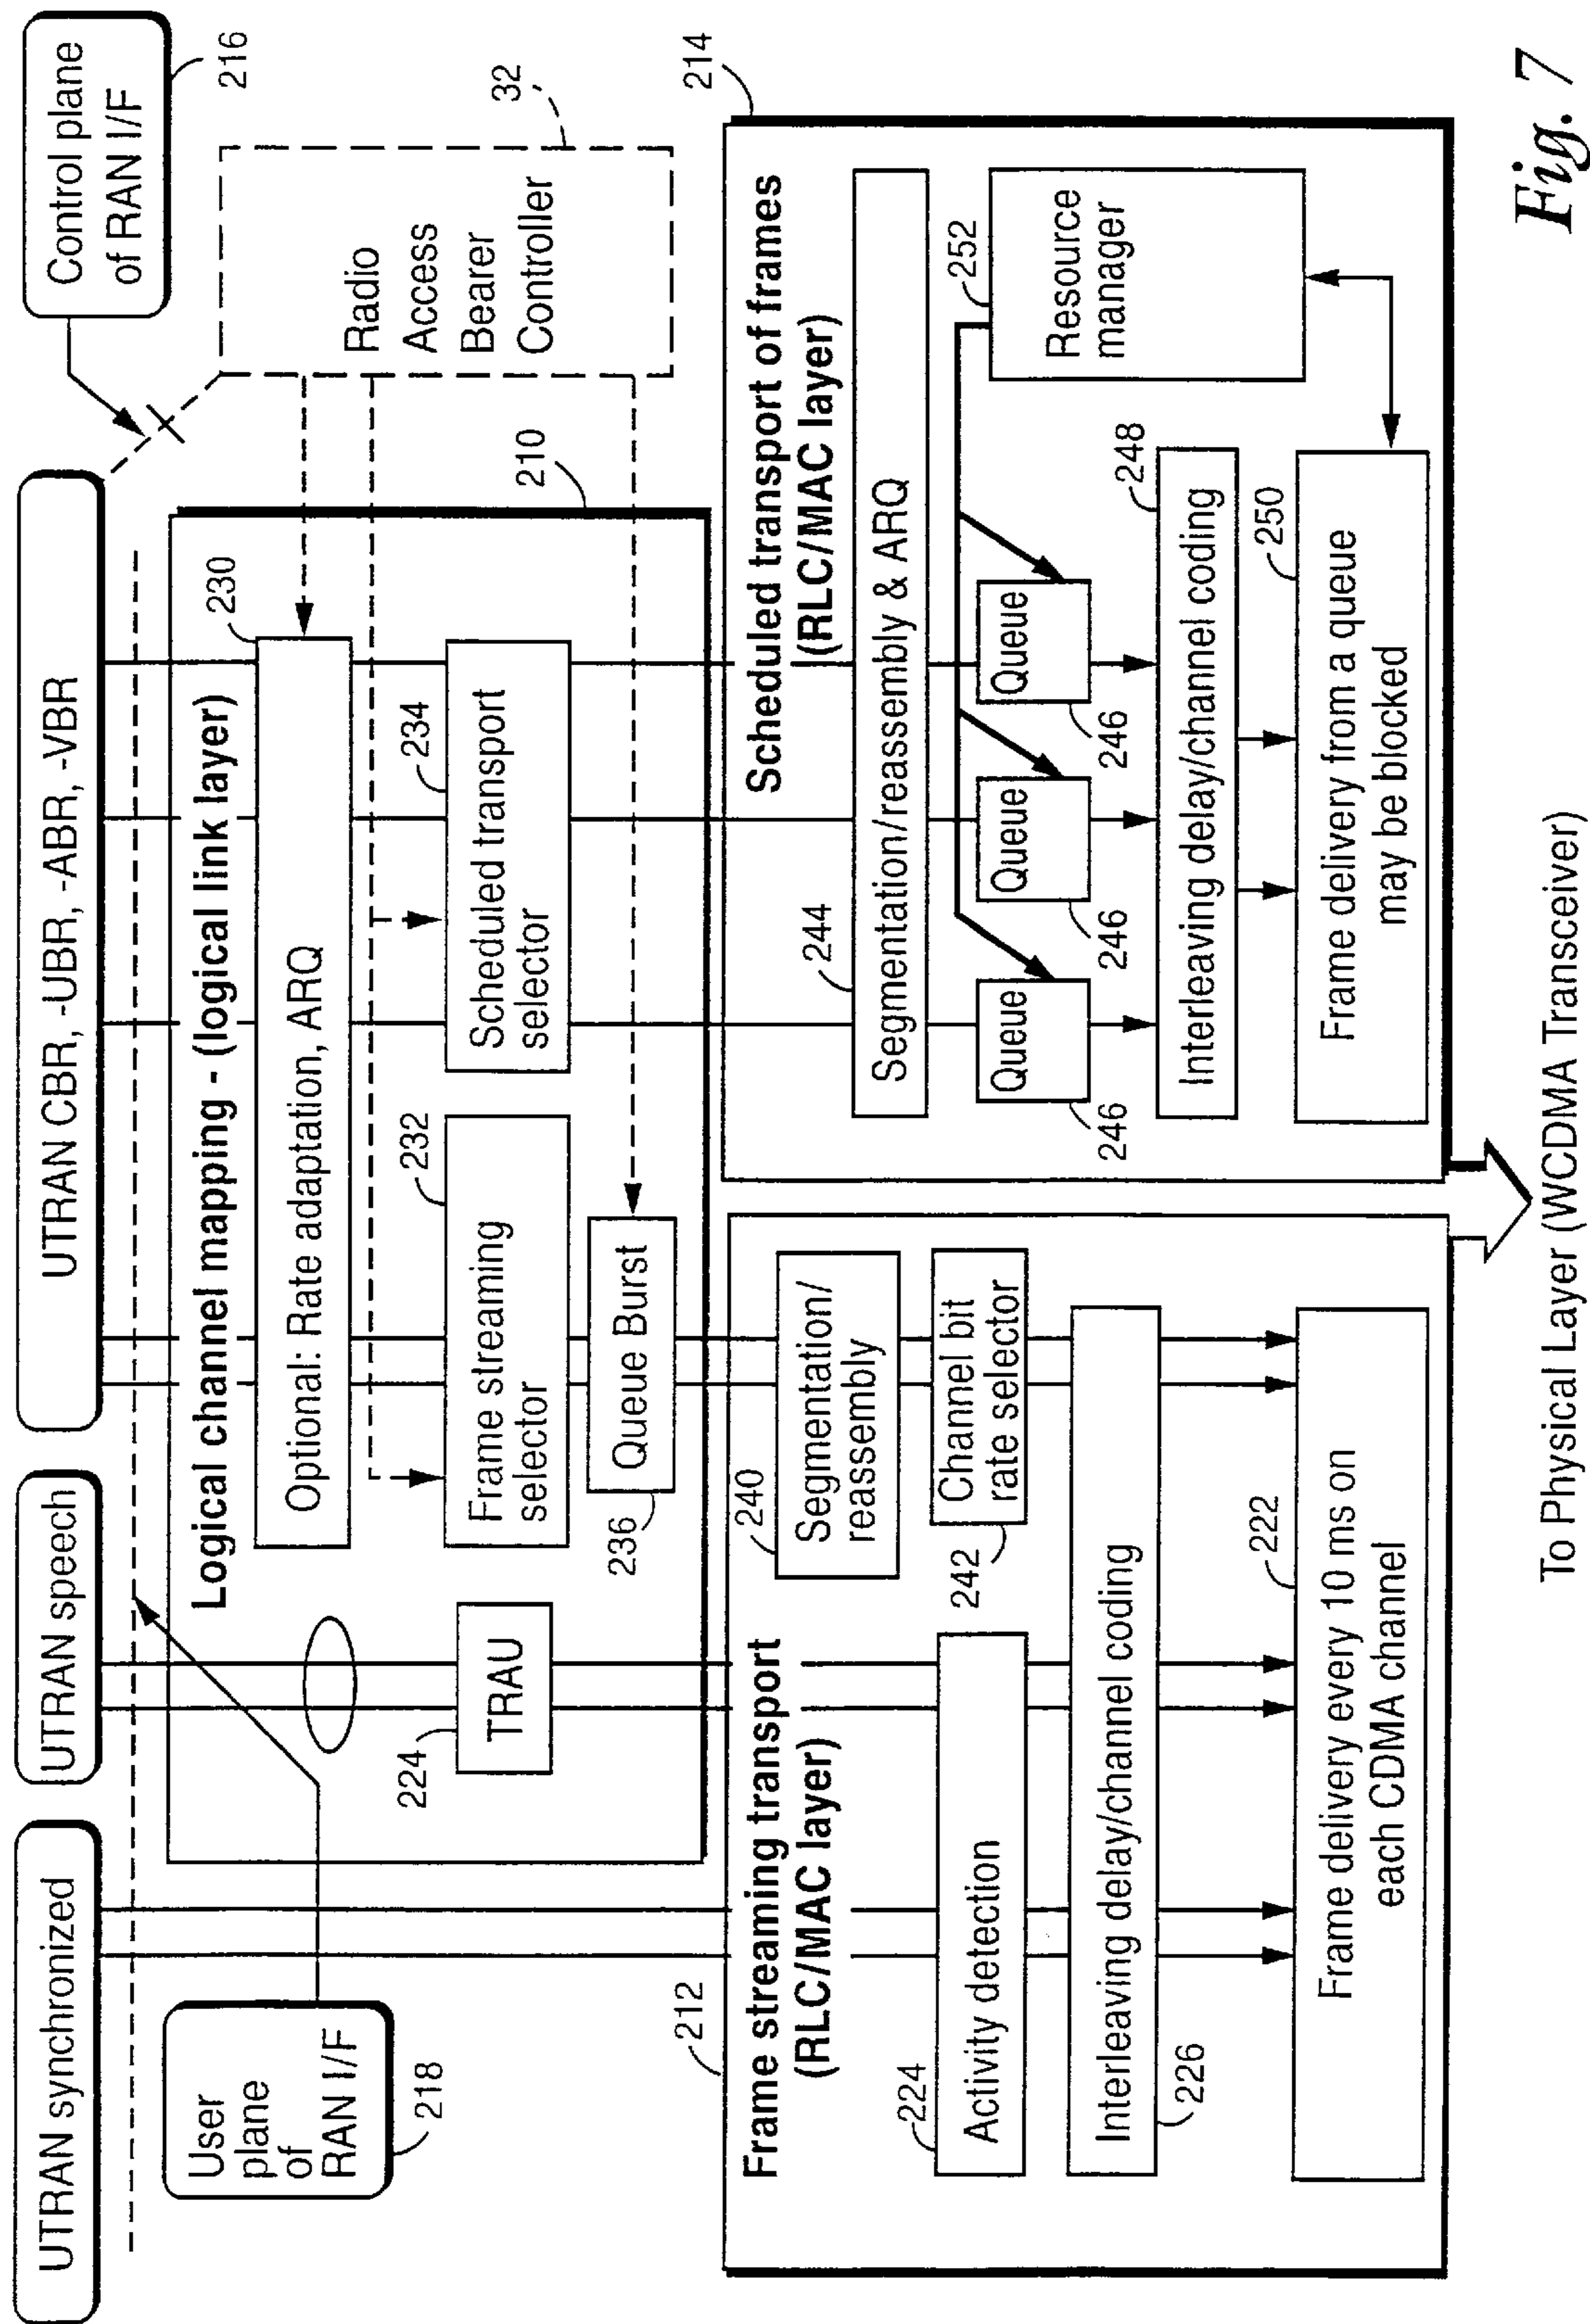 UTRAN synchronized
UTRAN speech
UTRAN CBR, -UBR, -ABR, -VBR
Control plane
of RAN I/F
216
User
plane
of
RAN I/F
218
Logical channel mapping - (logical link layer)
230
Optional: Rate adaptation, ARQ
Radio
Access
Bearer
Controller
32
224
TRAU
232
Frame streaming
selector
234
Scheduled transport
selector
236
Queue Burst
210
212
Frame streaming transport
(RLC/MAC layer)
240
Segmentation/
reassembly
224
Activity detection
242
Channel bit
rate selector
Interleaving delay/channel coding
226
222
Frame delivery every 10 ms on
each CDMA channel
214
Scheduled transport of frames
(RLC/MAC layer)
244
Segmentation/reassembly & ARQ
252
Resource
manager
Queue
Queue
Queue
246
246
246
248
Interleaving delay/channel coding
250
Frame delivery from a queue
may be blocked
To Physical Layer (WCDMA Transceiver)
Fig. 7